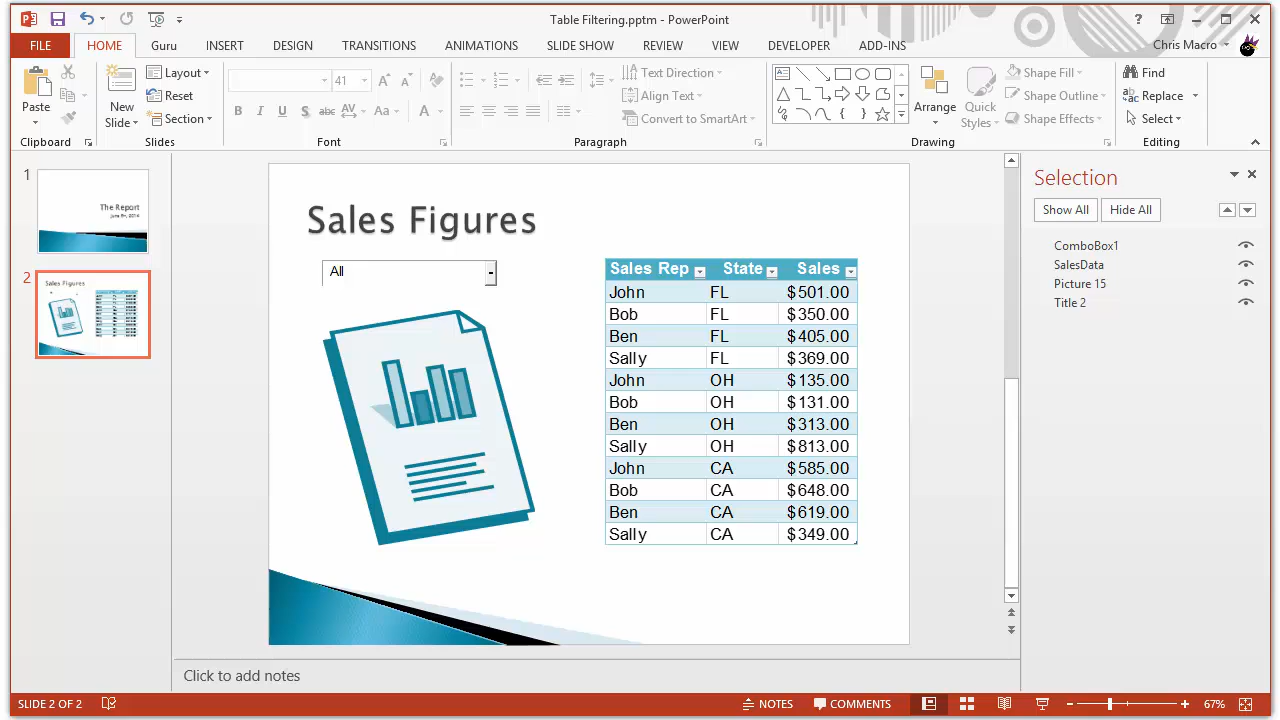 Table Filtering.pptm - PowerPoint
?
FILE HOME Guru INSERT DESIGN TRANSITIONS ANIMATIONS SLIDE SHOW REVIEW VIEW DEVELOPER ADD-INS Chris Macro
Paste
New
Slide
Layout
Reset
Section
41
B I U S abc AV Aa A
Text Direction
Align Text
Convert to SmartArt
Arrange
Quick
Styles
Shape Fill
Shape Outline
Shape Effects
Find
Replace
Select
Clipboard Slides Font Paragraph Drawing Editing
1
The Report
June 9th, 2014
2
Sales Figures
Sales Figures
All
Sales Rep State Sales
John FL $501.00
Bob FL $350.00
Ben FL $405.00
Sally FL $369.00
John OH $135.00
Bob OH $131.00
Ben OH $313.00
Sally OH $813.00
John CA $585.00
Bob CA $648.00
Ben CA $619.00
Sally CA $349.00
Selection
Show All Hide All
ComboBox1
SalesData
Picture 15
Title 2
Click to add notes
SLIDE 2 OF 2 NOTES COMMENTS 67%